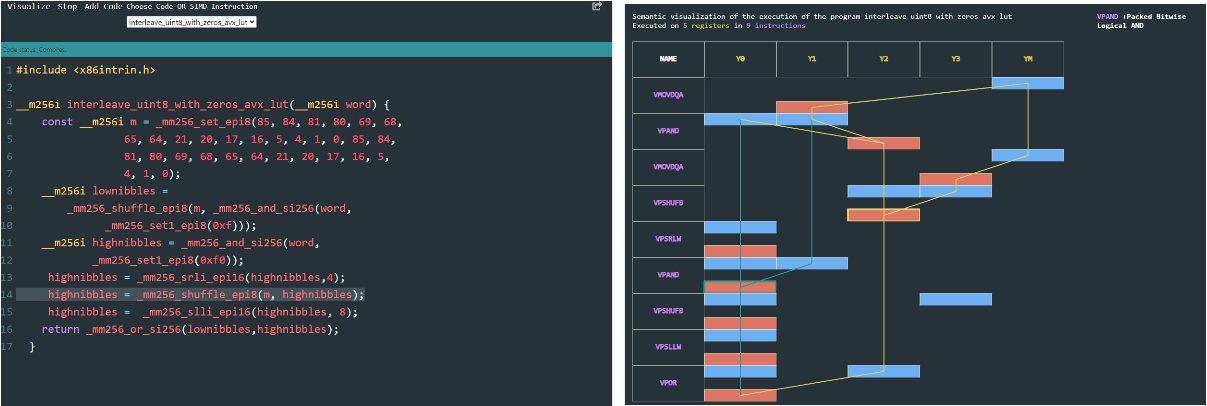 Visualize Stop Add Code Choose Code OR SIMD Instruction
interleave_uint8_with_zeros_avx_lut
Code status: Compiles.
1 #include <x86intrin.h>
2
3 __m256i interleave_uint8_with_zeros_avx_lut(__m256i word) {
4 const __m256i m = _mm256_set_epi8(85, 84, 81, 80, 69, 68,
5 65, 64, 21, 20, 17, 16, 5, 4, 1, 0, 85, 84,
6 81, 80, 69, 68, 65, 64, 21, 20, 17, 16, 5,
7 4, 1, 0);
8 __m256i lownibbles =
9 _mm256_shuffle_epi8(m, _mm256_and_si256(word,
10 _mm256_set1_epi8(0xf)));
11 __m256i highnibbles = _mm256_and_si256(word,
12 _mm256_set1_epi8(0xf0));
13 highnibbles = _mm256_srli_epi16(highnibbles,4);
14 highnibbles = _mm256_shuffle_epi8(m, highnibbles);
15 highnibbles = _mm256_slli_epi16(highnibbles, 8);
16 return _mm256_or_si256(lownibbles,highnibbles);
17 }
Semantic visualization of the execution of the program interleave uint8 with zeros avx lut
Executed on 5 registers in 9 instructions
VPAND :Packed Bitwise
Logical AND
NAME Y0 Y1 Y2 Y3 YM
VMOVDQA
VPAND
VMOVDQA
VPSHUFB
VPSRLW
VPAND
VPSHUFB
VPSLLW
VPOR